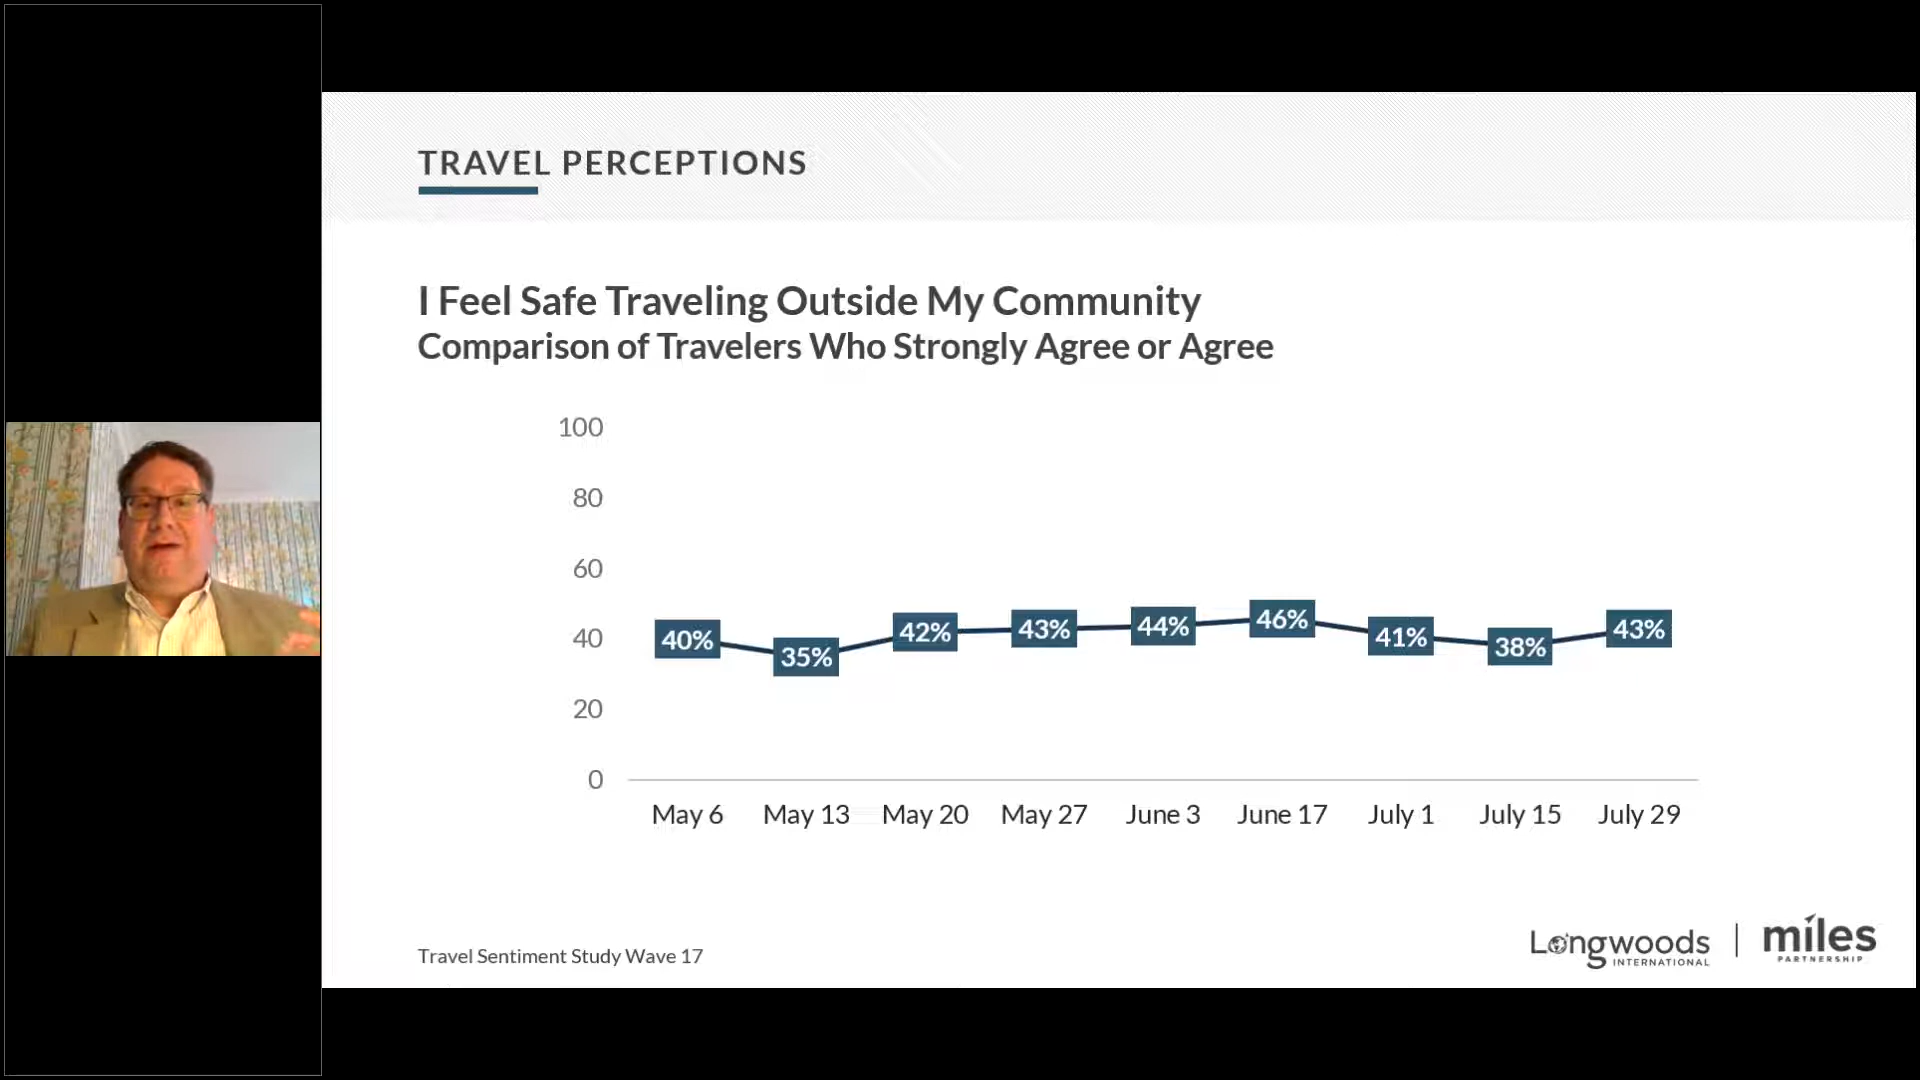 TRAVEL PERCEPTIONS
I Feel Safe Traveling Outside My Community
Comparison of Travelers Who Strongly Agree or Agree
100
80
60
40
20
0
40%
35%
42%
43%
44%
46%
41%
38%
43%
May 6
May 13
May 20
May 27
June 3
June 17
July 1
July 15
July 29
Travel Sentiment Study Wave 17
Longwoods
INTERNATIONAL
miles
PARTNERSHIP